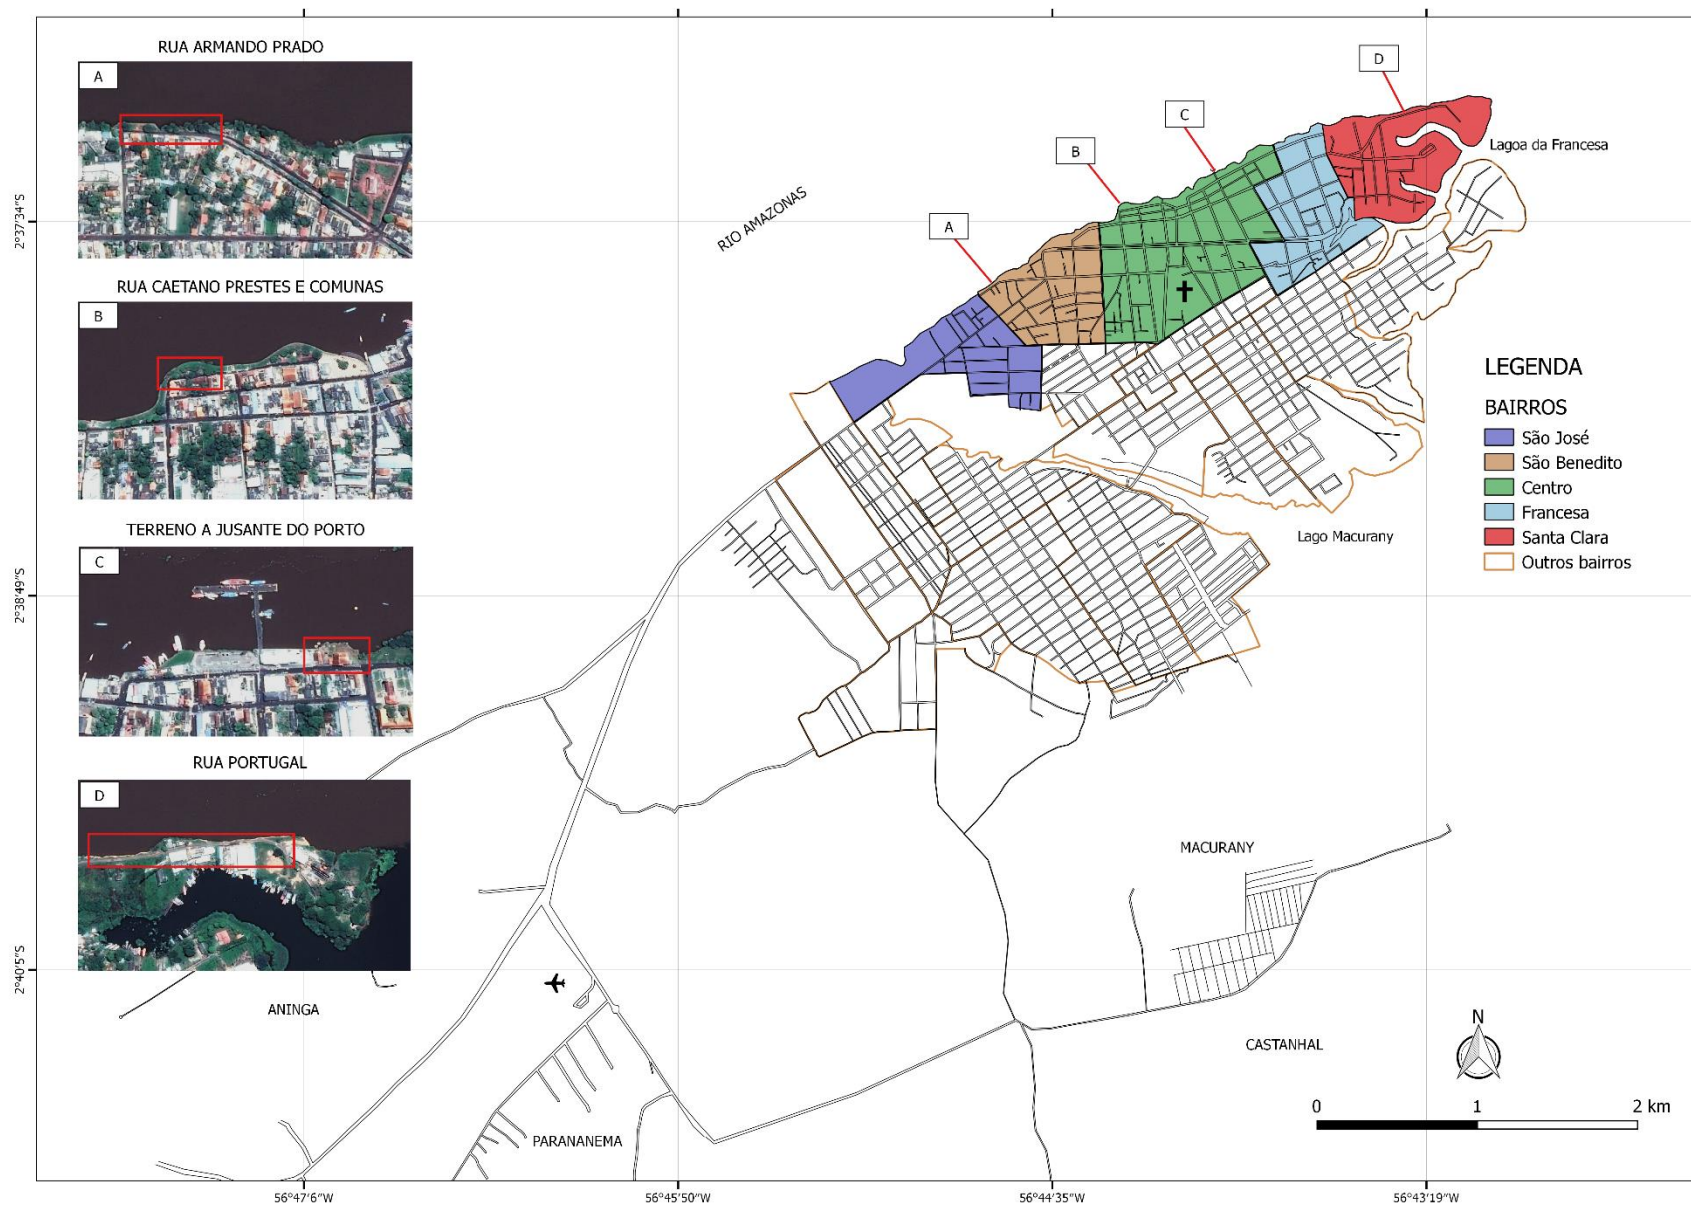 RUA ARMANDO PRADO
A
RUA CAETANO PRESTES E COMUNAS
B
TERRENO A JUSANTE DO PORTO
C
RUA PORTUGAL
D
D
C
B
A
RIO AMAZONAS
Lagoa da Francesa
Lago Macurany
LEGENDA
BAIRROS
São José
São Benedito
Centro
Francesa
Santa Clara
Outros bairros
MACURANY
ANINGA
CASTANHAL
PARANANEMA
N
0 1 2 km
2°37'34"S
2°38'49"S
2°40'5"S
56°47'6"W 56°45'50"W 56°44'35"W 56°43'19"W